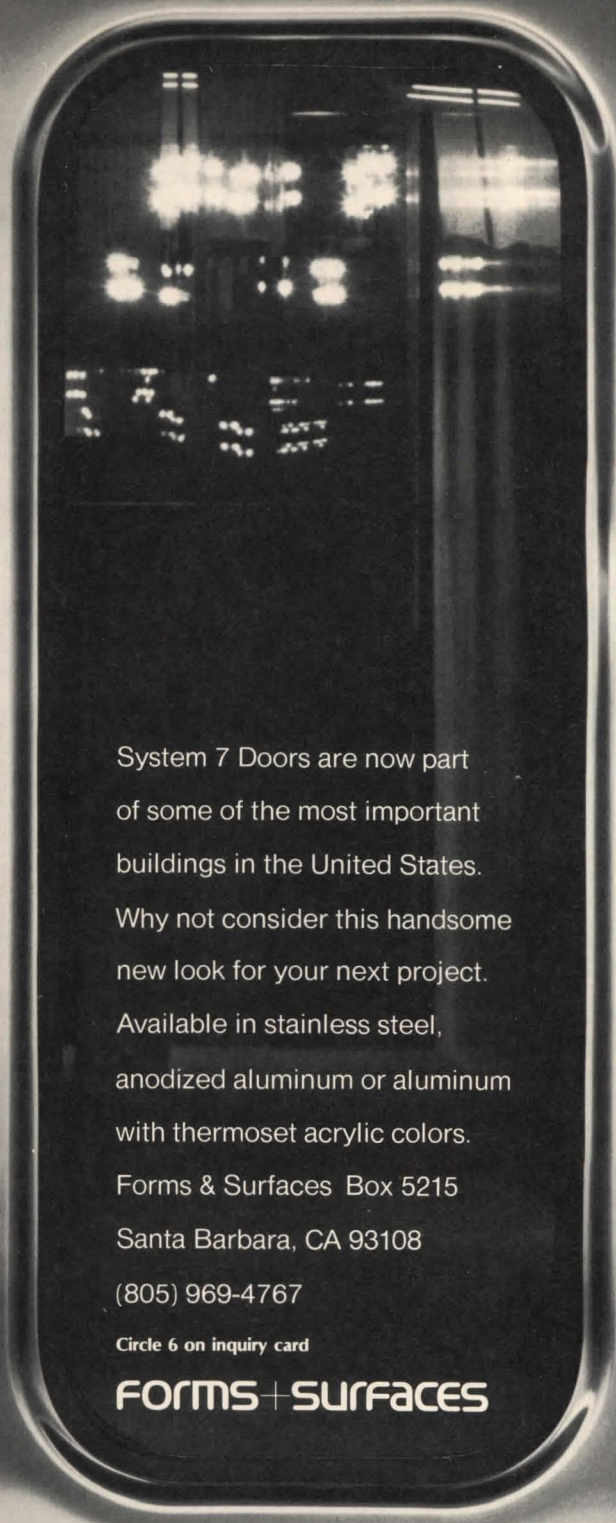 System 7 Doors are now part
of some of the most important
buildings in the United States.
Why not consider this handsome
new look for your next project.
Available in stainless steel,
anodized aluminum or aluminum
with thermoset acrylic colors.
Forms & Surfaces Box 5215
Santa Barbara, CA 93108
(805) 969-4767
Circle 6 on inquiry card
FORMS+SURFACES